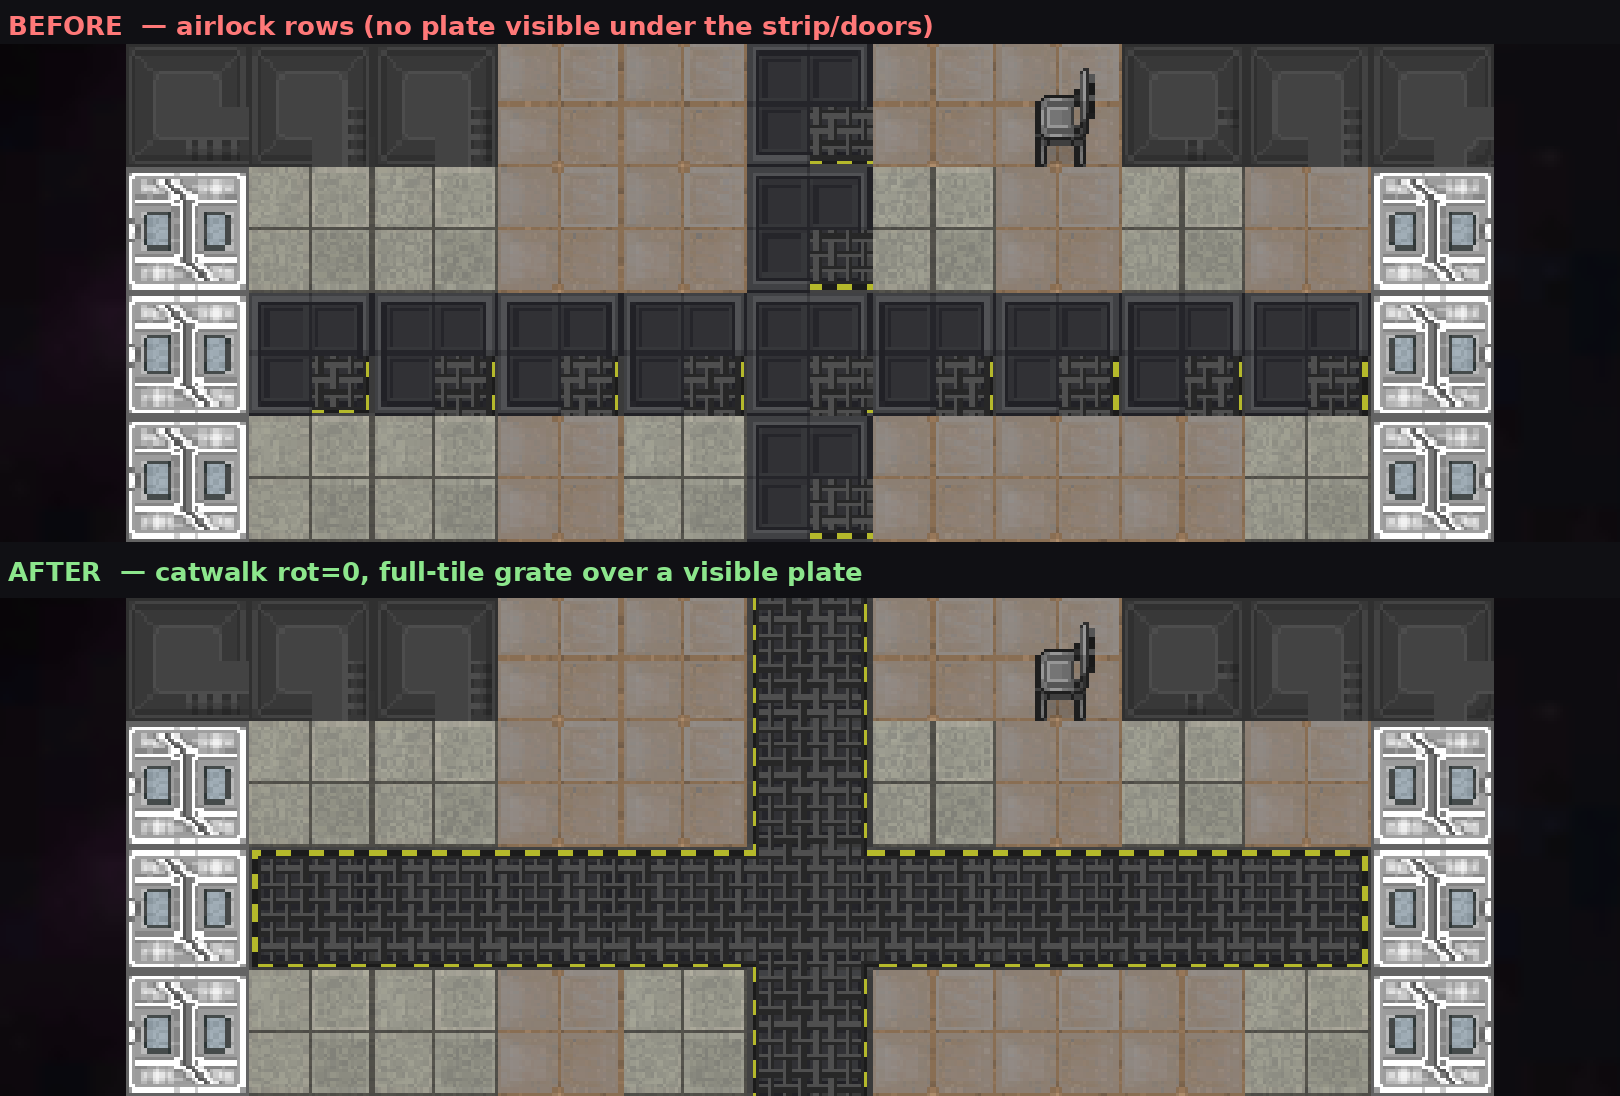 BEFORE — airlock rows (no plate visible under the strip/doors)
AFTER — catwalk rot=0, full-tile grate over a visible plate